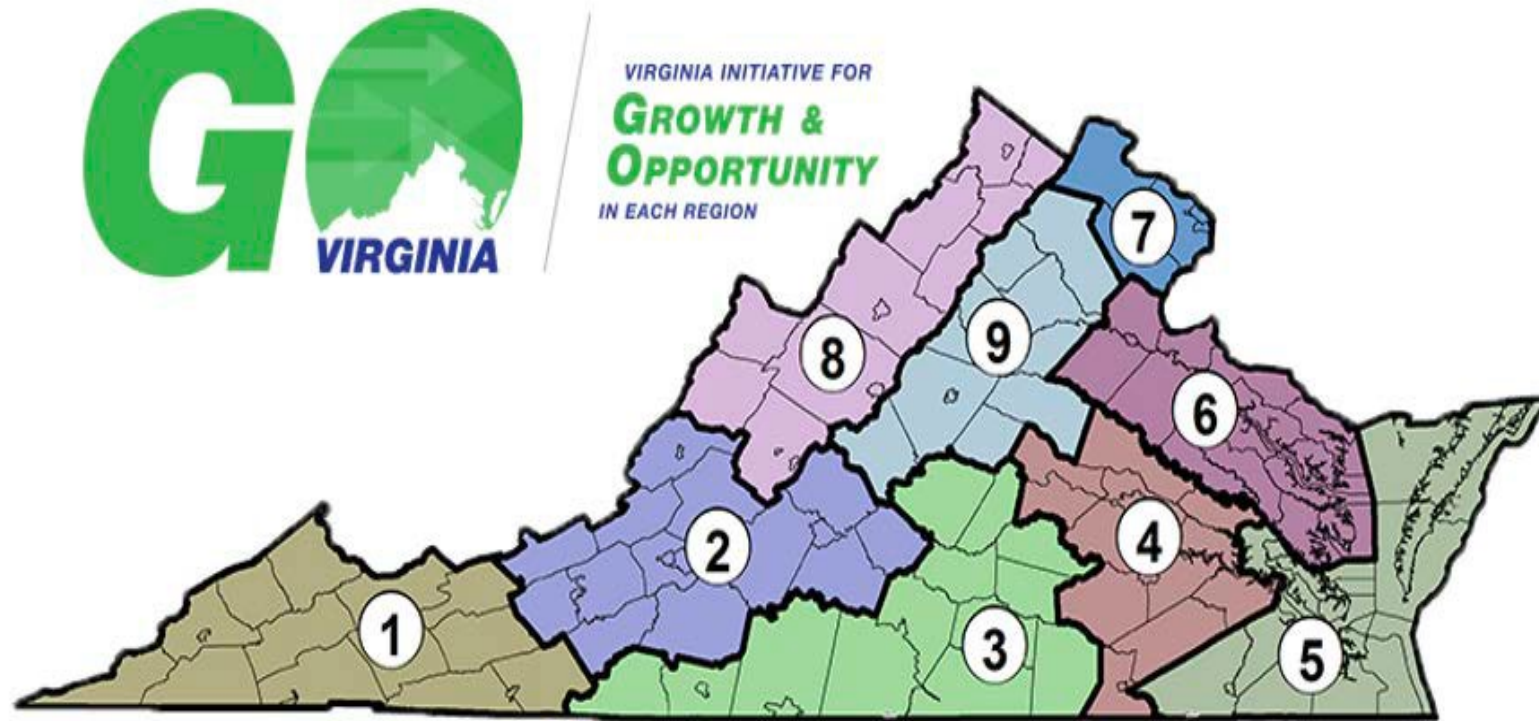 GO
VIRGINIA
VIRGINIA INITIATIVE FOR
GROWTH &
OPPORTUNITY
IN EACH REGION
7
8
9
6
2
4
1
3
5